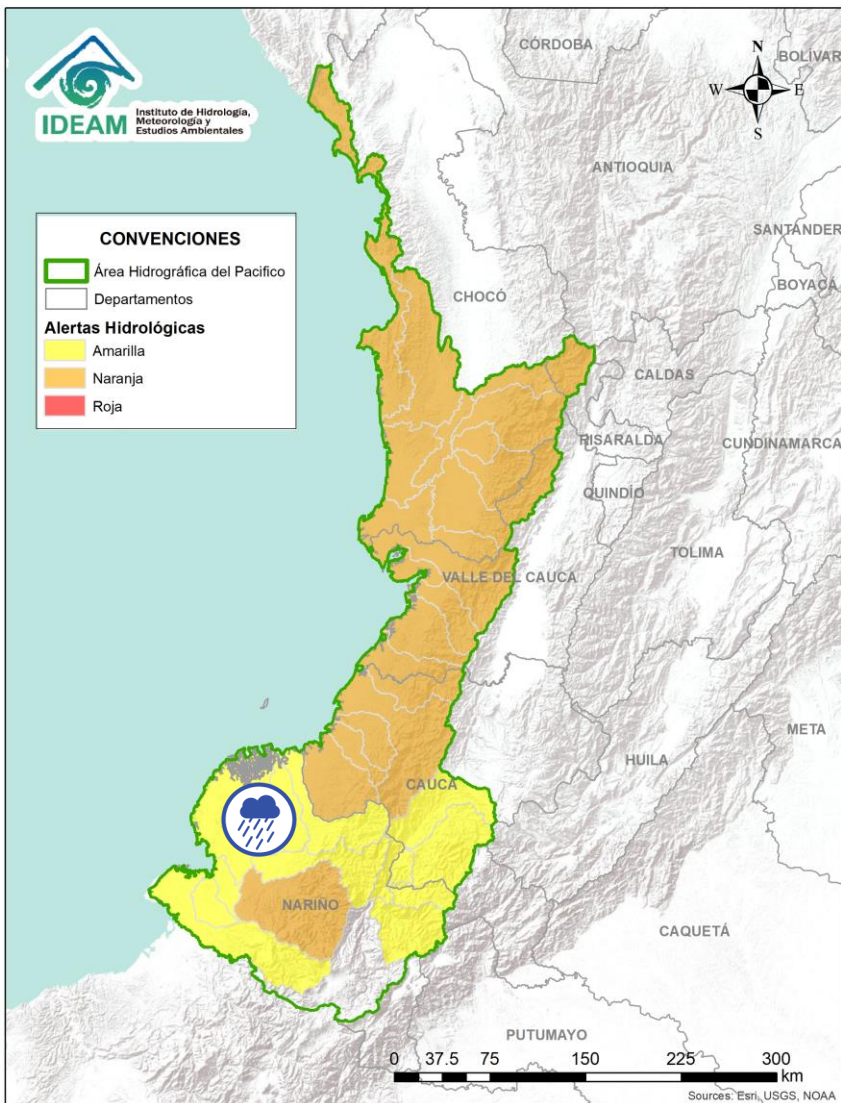 IDEAM
Instituto de Hidrología,
Meteorología y
Estudios Ambientales
CÓRDOBA
BOLÍVAR
N
W
E
S
ANTIOQUIA
SANTANDER
BOYACÁ
CONVENCIONES
Área Hidrográfica del Pacifico
Departamentos
Alertas Hidrológicas
Amarilla
Naranja
Roja
CHOCÓ
CALDAS
RISARALDA
CUNDINAMARCA
QUINDÍO
TOLIMA
VALLE DEL CAUCA
META
HUILA
CAUCA
NARIÑO
CAQUETÁ
PUTUMAYO
0 37.5 75 150 225 300
km
Sources: Esri, USGS, NOAA